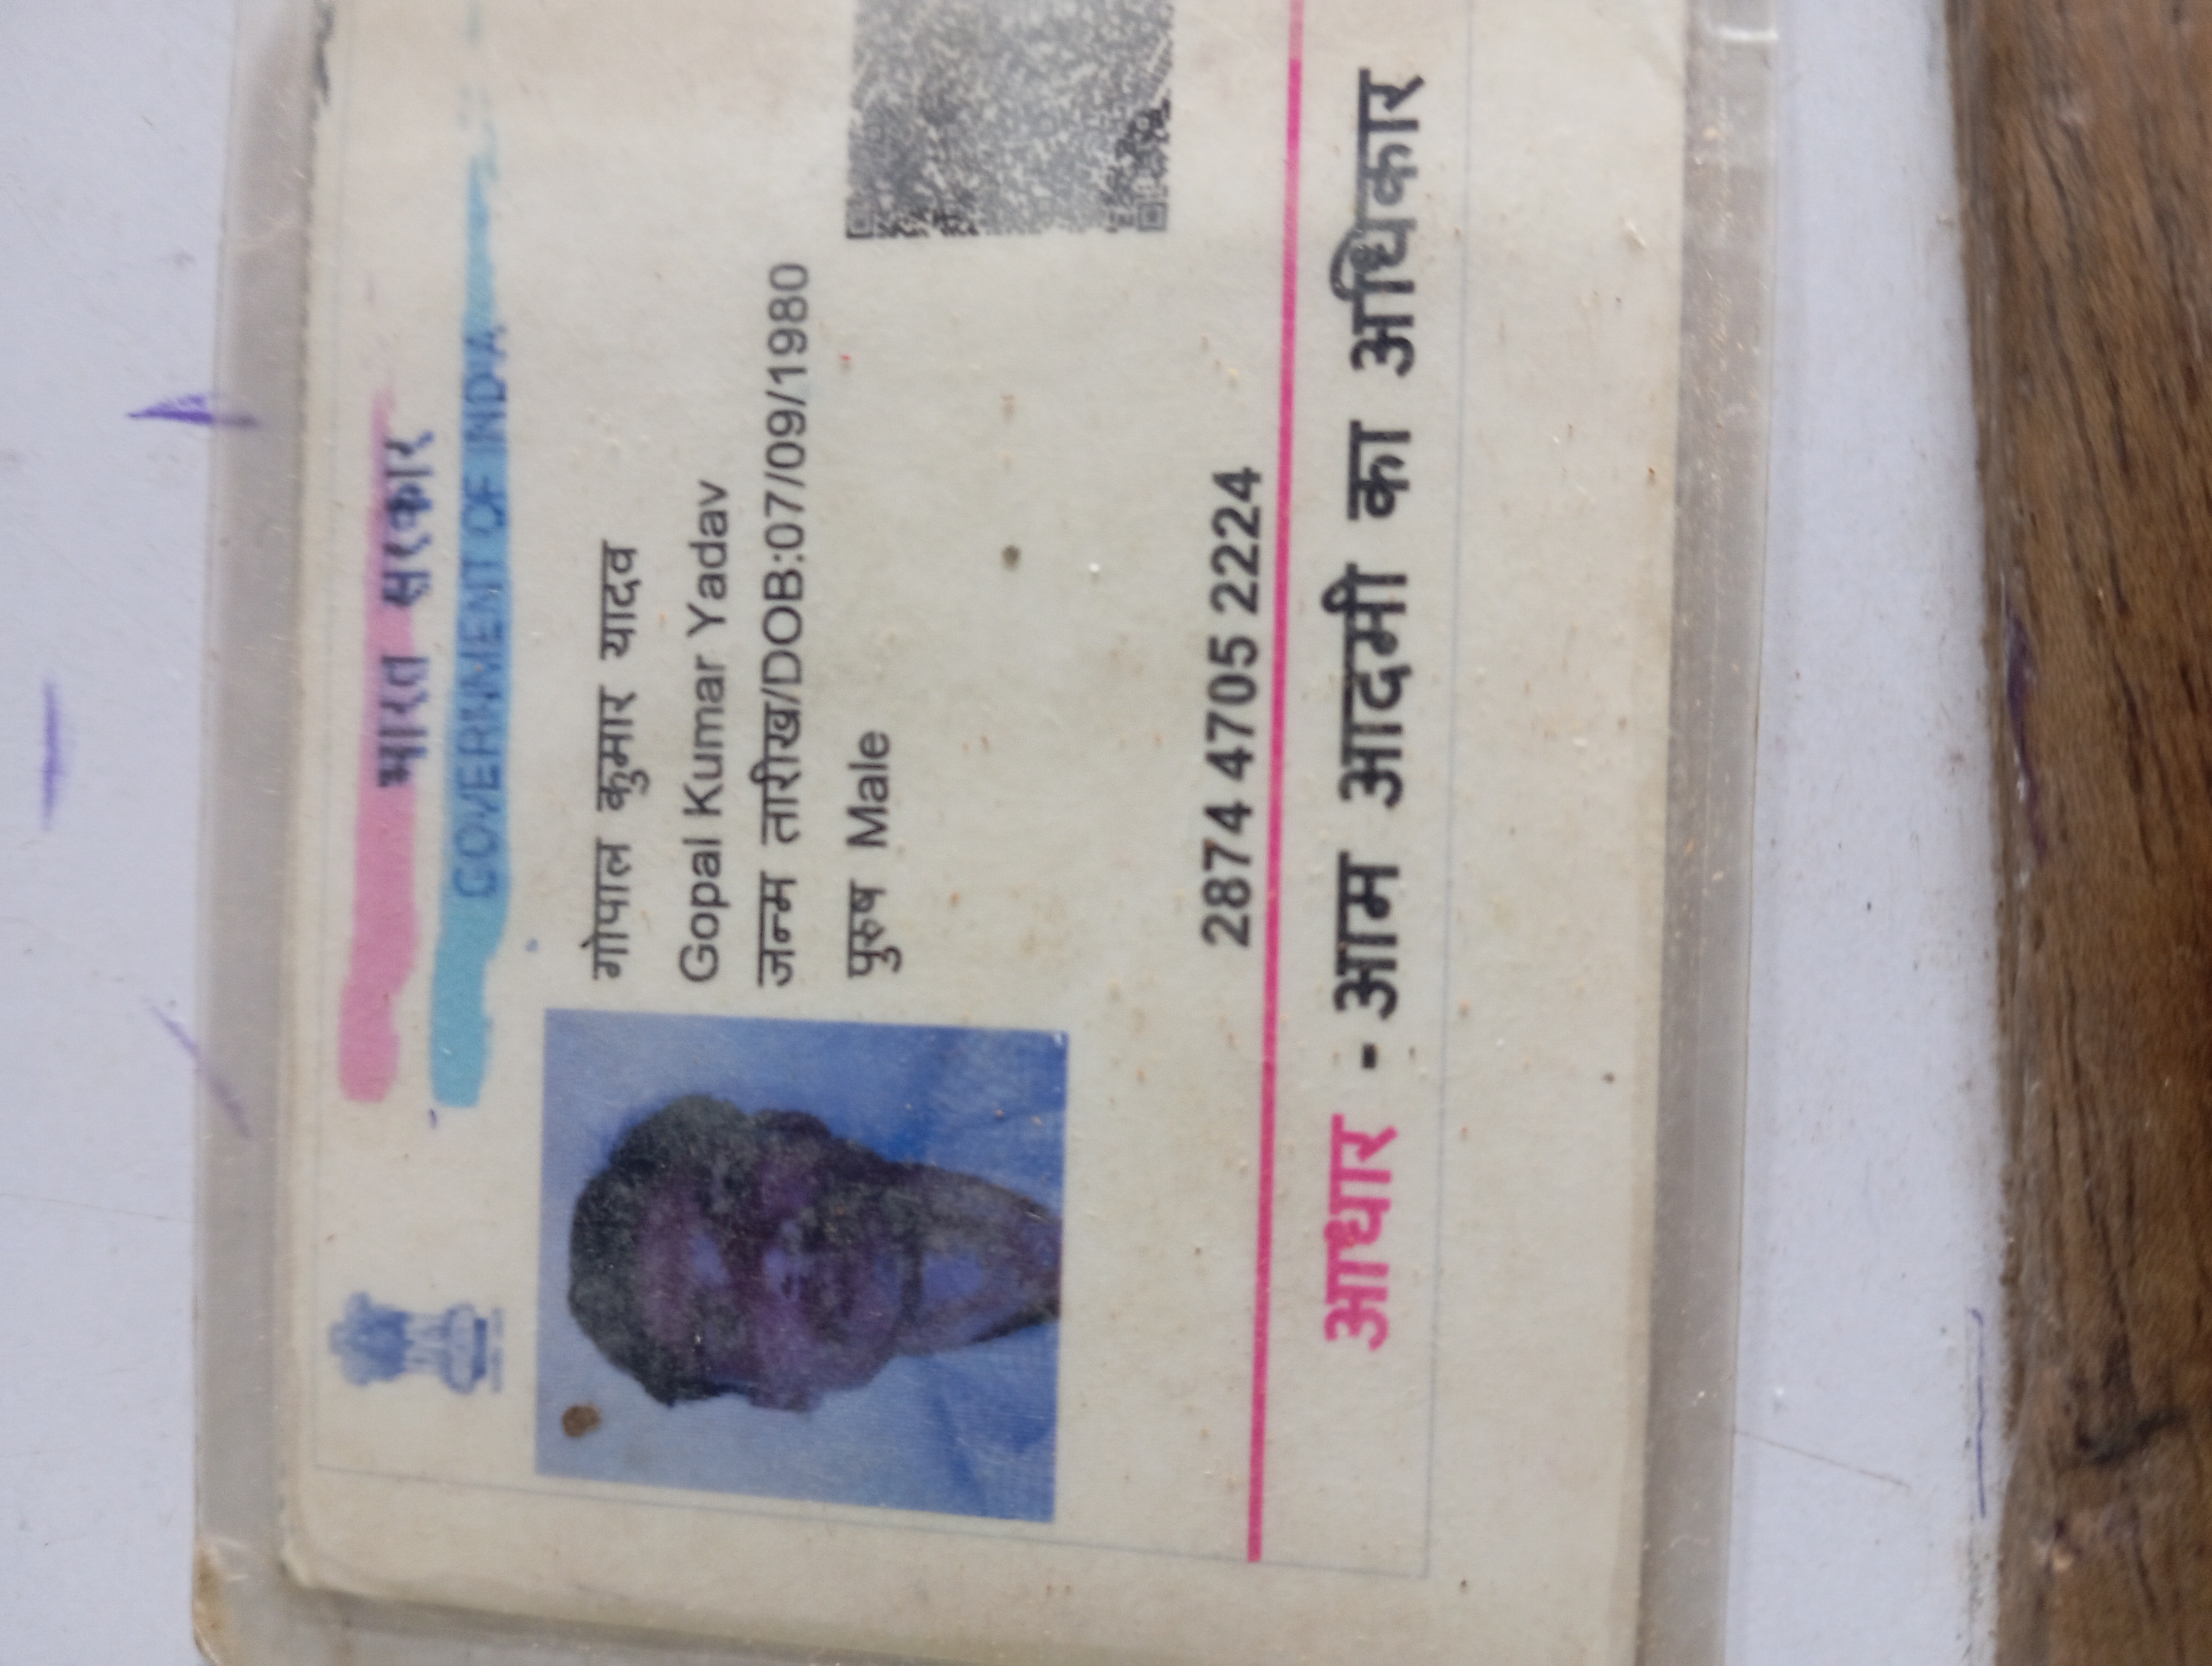 भारत सरकार
GOVERNMENT OF INDIA
गोपाल कुमार यादव
Gopal Kumar Yadav
जन्म तारीख/DOB:07/09/1980
पुरुष Male
2874 4705 2224
आधार - आम आदमी का अधिकार